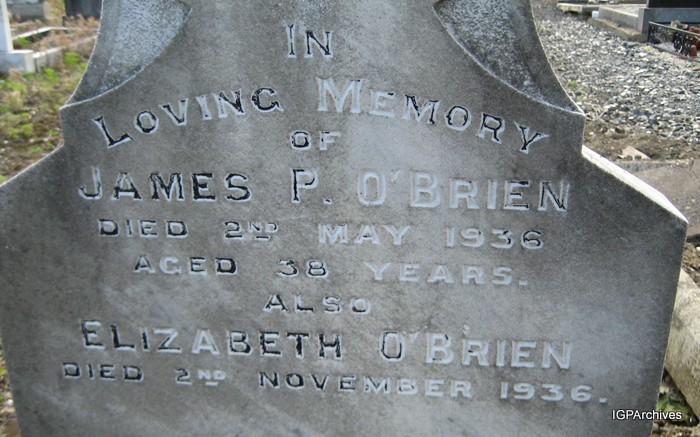 IN
LOVING MEMORY
OF
JAMES P. O'BRIEN
DIED 2ND MAY 1936
AGED 38 YEARS.
ALSO
ELIZABETH O'BRIEN
DIED 2ND NOVEMBER 1936.
IGPArchives